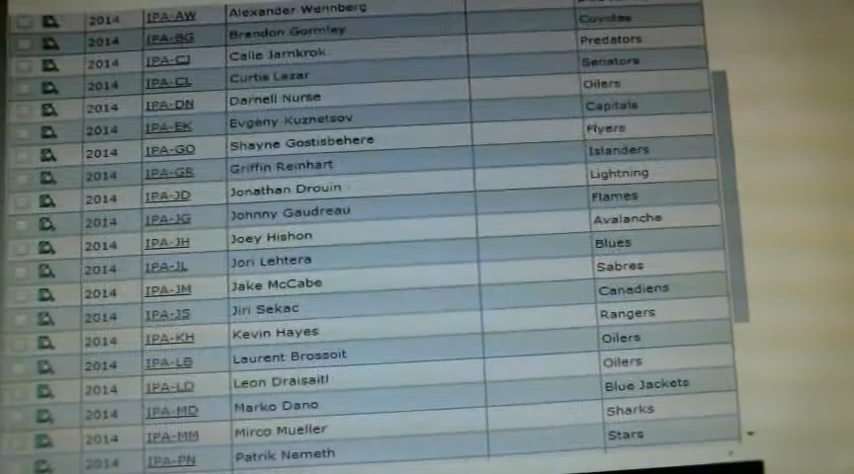 2014 IPA-AW Alexander Wennberg
2014 IPA-BG Brandon Gormley Coyotes
2014 IPA-CJ Calle Jarnkrok Predators
2014 IPA-CL Curtis Lazar Senators
2014 IPA-DN Darnell Nurse Oilers
2014 IPA-EK Evgeny Kuznetsov Capitals
2014 IPA-GO Shayne Gostisbehere Flyers
2014 IPA-GR Griffin Reinhart Islanders
2014 IPA-JD Jonathan Drouin Lightning
2014 IPA-JG Johnny Gaudreau Flames
2014 IPA-JH Joey Hishon Avalanche
2014 IPA-JL Jori Lehtera Blues
2014 IPA-JM Jake McCabe Sabres
2014 IPA-JS Jiri Sekac Canadiens
2014 IPA-KH Kevin Hayes Rangers
2014 IPA-LB Laurent Brossoit Oilers
2014 IPA-LD Leon Draisaitl Oilers
2014 IPA-MD Marko Dano Blue Jackets
2014 IPA-MM Mirco Mueller Sharks
2014 IPA-PN Patrik Nemeth Stars